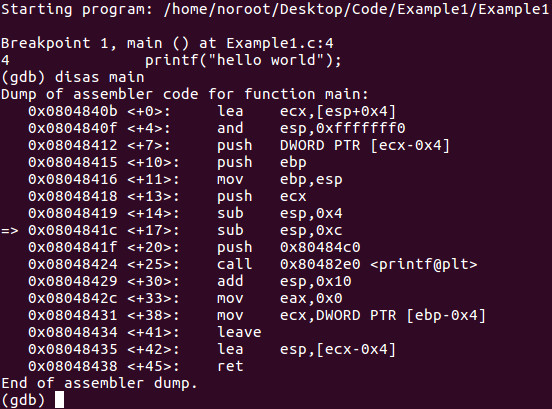 Starting program: /home/noroot/Desktop/Code/Example1/Example1

Breakpoint 1, main () at Example1.c:4
4               printf("hello world");
(gdb) disas main
Dump of assembler code for function main:
   0x0804840b <+0>:     lea    ecx,[esp+0x4]
   0x0804840f <+4>:     and    esp,0xfffffff0
   0x08048412 <+7>:     push   DWORD PTR [ecx-0x4]
   0x08048415 <+10>:    push   ebp
   0x08048416 <+11>:    mov    ebp,esp
   0x08048418 <+13>:    push   ecx
   0x08048419 <+14>:    sub    esp,0x4
=> 0x0804841c <+17>:    sub    esp,0xc
   0x0804841f <+20>:    push   0x80484c0
   0x08048424 <+25>:    call   0x80482e0 <printf@plt>
   0x08048429 <+30>:    add    esp,0x10
   0x0804842c <+33>:    mov    eax,0x0
   0x08048431 <+38>:    mov    ecx,DWORD PTR [ebp-0x4]
   0x08048434 <+41>:    leave
   0x08048435 <+42>:    lea    esp,[ecx-0x4]
   0x08048438 <+45>:    ret
End of assembler dump.
(gdb)